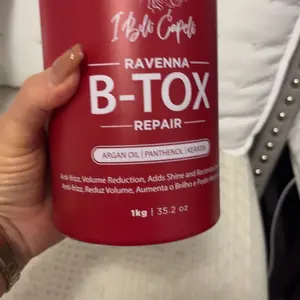 I Belo Capelo
RAVENNA
B-TOX
REPAIR
ARGAN OIL | PANTHENOL | KERATIN
Anti-frizz, Volume Reduction, Adds Shine and
Anti-frizz, Reduz Volume, Aumenta o Brilho e Poder
1kg | 35.2 oz